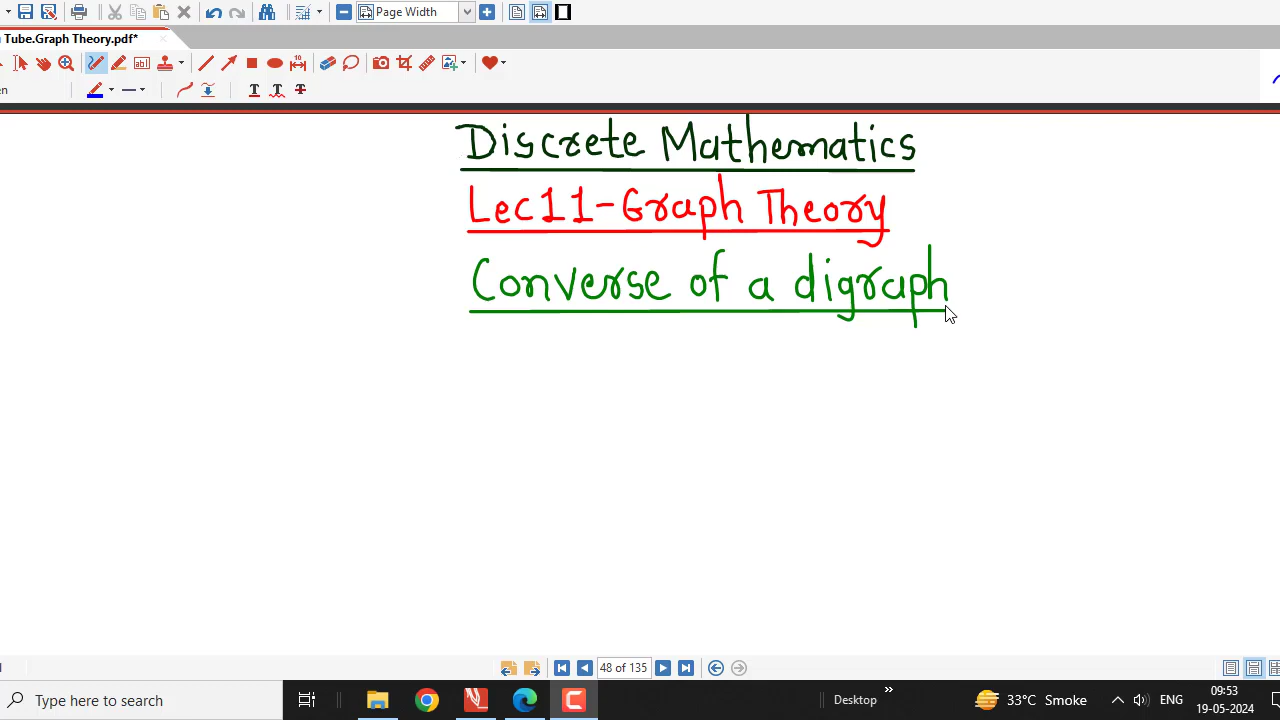 Page Width
Tube.Graph Theory.pdf*
Discrete Mathematics
Lec11-Graph Theory
Converse of a digraph
48 of 135
Type here to search
Desktop
33°C Smoke
ENG
09:53
19-05-2024